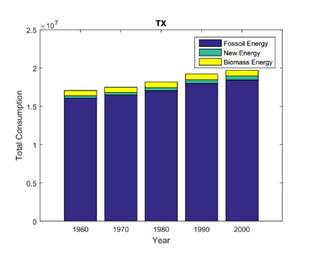 TX
×10⁷
Fossoil Energy
New Energy
Biomass Energy
2.5
2
1.5
1
0.5
0
Total Consumption
1960 1970 1980 1990 2000
Year